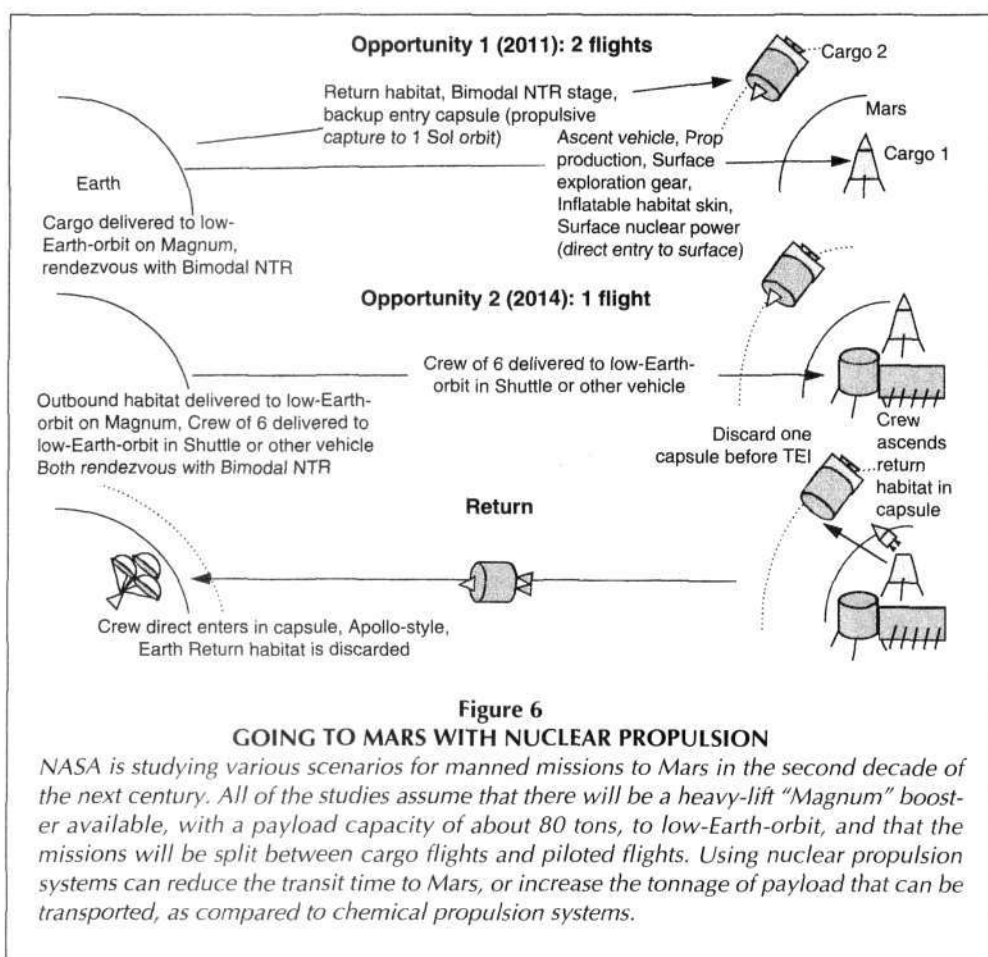 Opportunity 1 (2011): 2 flights
Cargo 2
Return habitat, Bimodal NTR stage,
backup entry capsule (propulsive
capture to 1 Sol orbit)
Mars
Ascent vehicle, Prop
production, Surface
exploration gear,
Inflatable habitat skin,
Surface nuclear power
(direct entry to surface)
Cargo 1
Earth
Cargo delivered to low-
Earth-orbit on Magnum,
rendezvous with Bimodal NTR
Opportunity 2 (2014): 1 flight
Crew of 6 delivered to low-Earth-
orbit in Shuttle or other vehicle
Outbound habitat delivered to low-Earth-
orbit on Magnum, Crew of 6 delivered to
low-Earth-orbit in Shuttle or other vehicle
Both rendezvous with Bimodal NTR
Discard one
capsule before TEI
Crew
ascends
return
habitat in
capsule
Return
Crew direct enters in capsule, Apollo-style,
Earth Return habitat is discarded
Figure 6
GOING TO MARS WITH NUCLEAR PROPULSION
NASA is studying various scenarios for manned missions to Mars in the second decade of
the next century. All of the studies assume that there will be a heavy-lift "Magnum" boost-
er available, with a payload capacity of about 80 tons, to low-Earth-orbit, and that the
missions will be split between cargo flights and piloted flights. Using nuclear propulsion
systems can reduce the transit time to Mars, or increase the tonnage of payload that can be
transported, as compared to chemical propulsion systems.